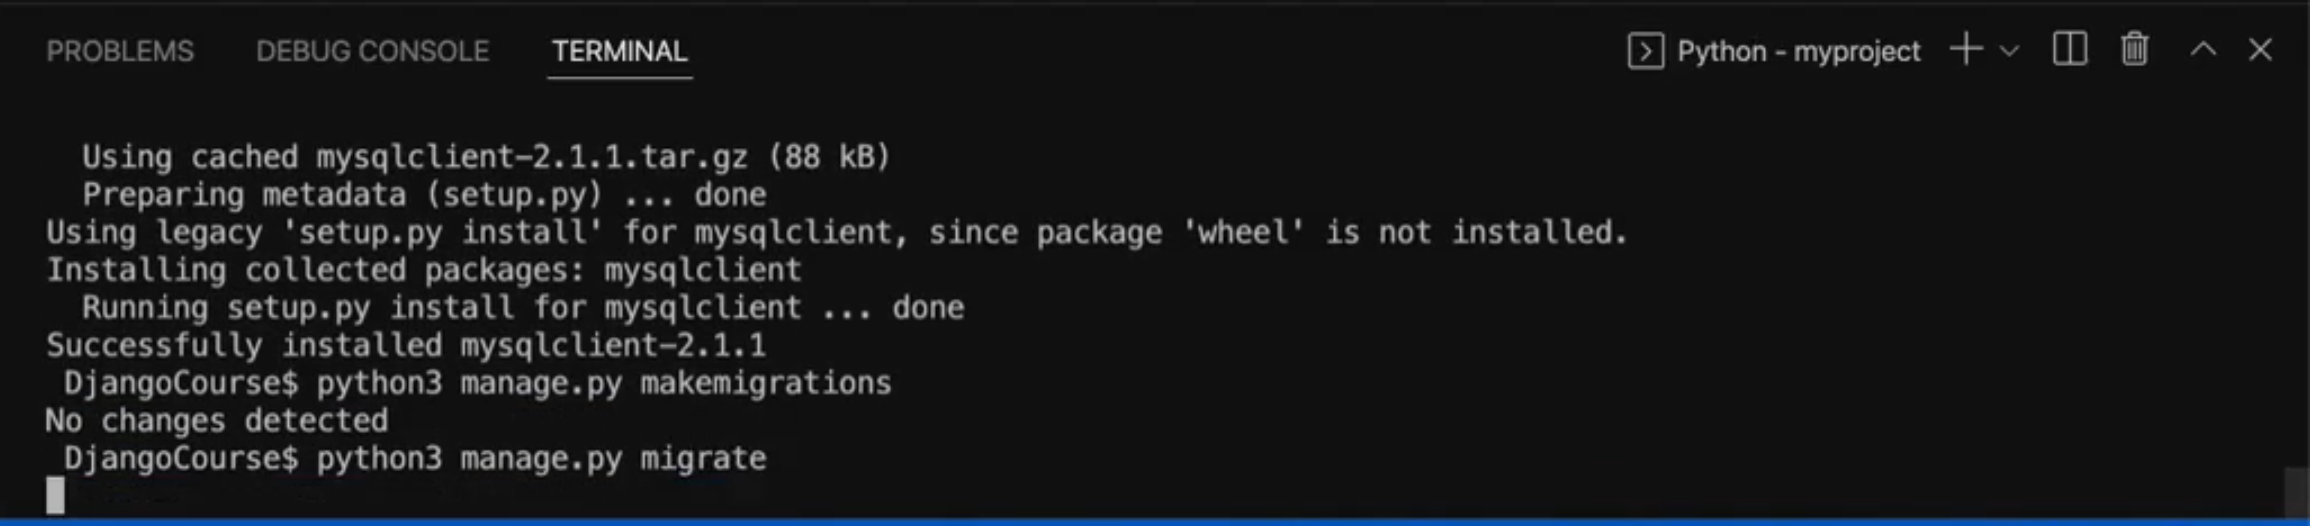 PROBLEMS DEBUG CONSOLE TERMINAL Python - myproject
Using cached mysqlclient-2.1.1.tar.gz (88 kB)
Preparing metadata (setup.py) ... done
Using legacy 'setup.py install' for mysqlclient, since package 'wheel' is not installed.
Installing collected packages: mysqlclient
Running setup.py install for mysqlclient ... done
Successfully installed mysqlclient-2.1.1
DjangoCourse$ python3 manage.py makemigrations
No changes detected
DjangoCourse$ python3 manage.py migrate